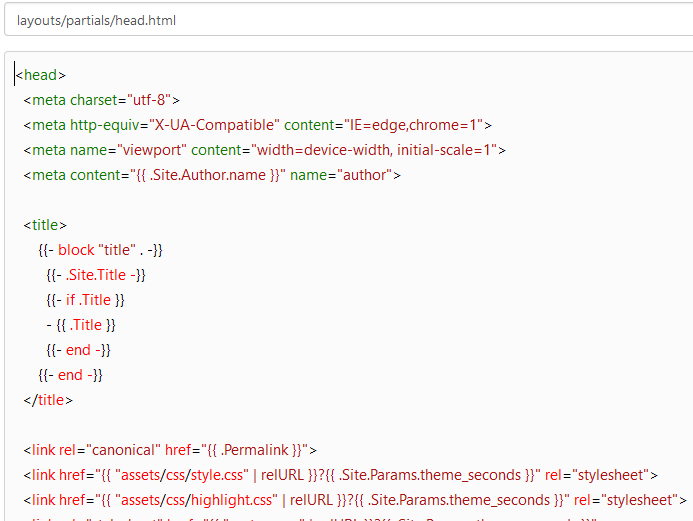 layouts/partials/head.html
<head>
<meta charset="utf-8">
<meta http-equiv="X-UA-Compatible" content="IE=edge,chrome=1">
<meta name="viewport" content="width=device-width, initial-scale=1">
<meta content="{{ .Site.Author.name }}" name="author">
<title>
{{- block "title" . -}}
{{- .Site.Title -}}
{{- if .Title }}
- {{ .Title }}
{{- end -}}
{{- end -}}
</title>
<link rel="canonical" href="{{ .Permalink }}">
<link href="{{ "assets/css/style.css" | relURL }}?{{ .Site.Params.theme_seconds }}" rel="stylesheet">
<link href="{{ "assets/css/highlight.css" | relURL }}?{{ .Site.Params.theme_seconds }}" rel="stylesheet">